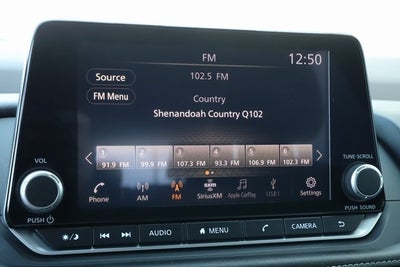 FM 12:50
Source 102.5 FM
FM Menu Country
Shenandoah Country Q102
1 2 3 4 5 6
91.9 FM 99.9 FM 107.3 FM 93.3 FM 106.9 FM 102.3 FM
VOL TUNE•SCROLL
Phone AM FM SiriusXM Apple CarPlay USB1 Settings
PUSH PUSH SOUND
AUDIO MENU CAMERA